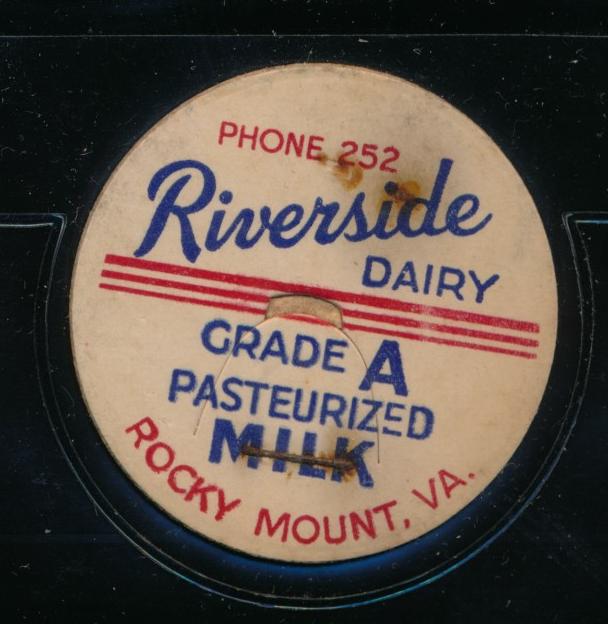 PHONE 252
Riverside
DAIRY
GRADE A
PASTEURIZED
MILK
ROCKY MOUNT, VA.